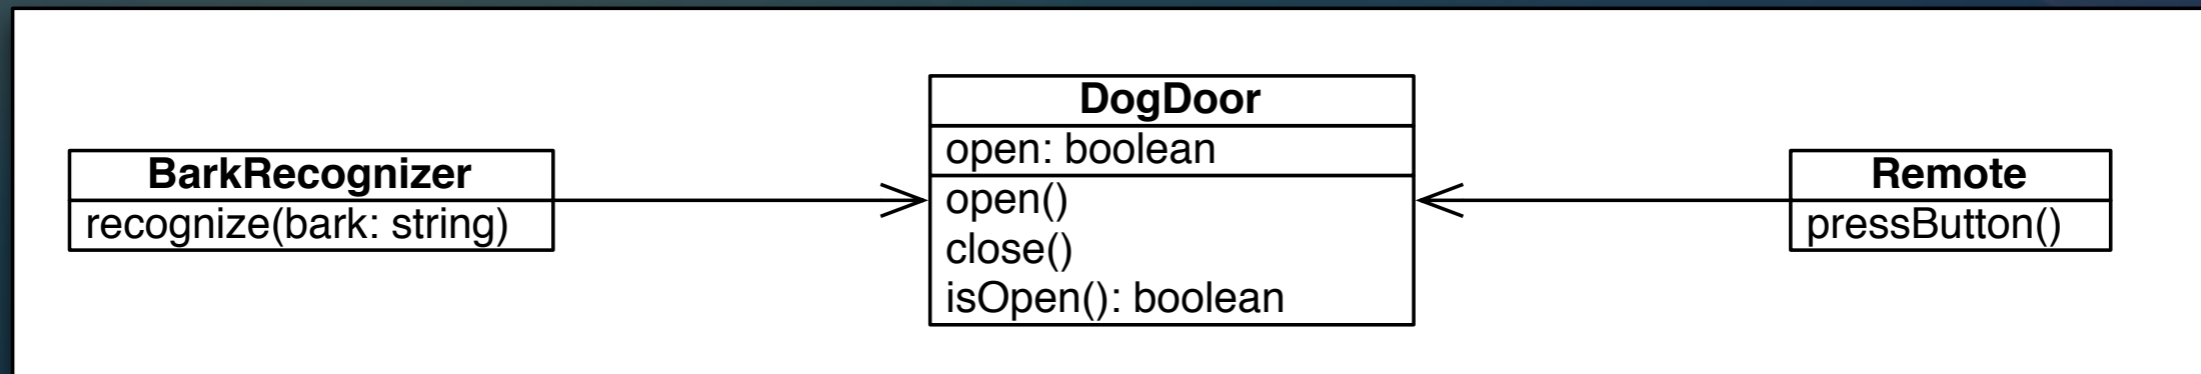 BarkRecognizer
recognize(bark: string)
DogDoor
open: boolean
open()
close()
isOpen(): boolean
Remote
pressButton()